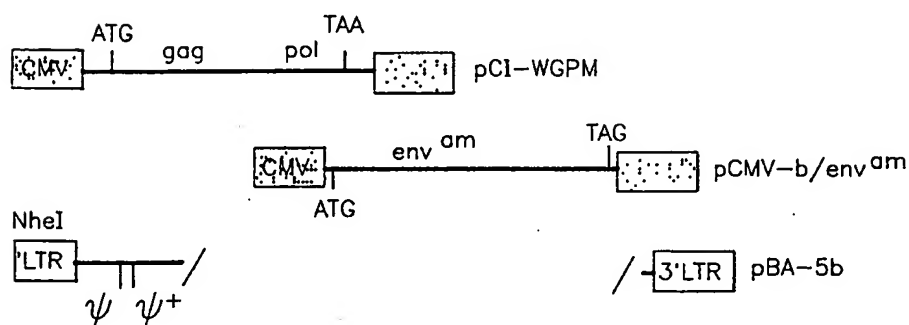 ATG gag pol TAA
CMV pCI-WGPM
env am TAG
CMV pCMV-b/env am
ATG
NheI
'LTR 3'LTR pBA-5b
ψ ψ+